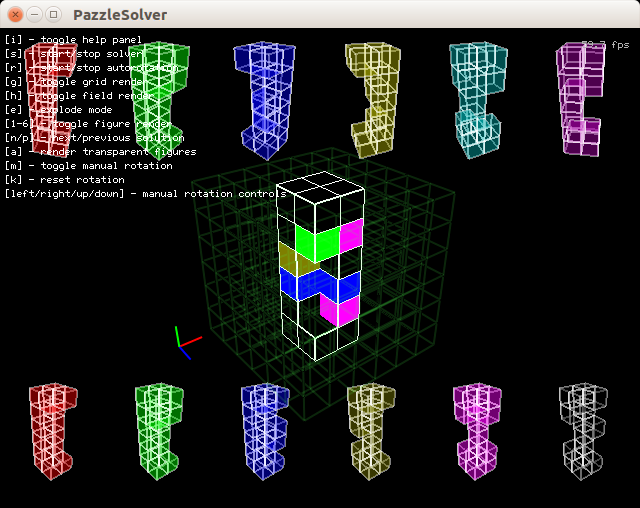 PazzleSolver
[i] - toggle help panel
[s] - start/stop solver
[r] - start/stop auto
[g] - toggle grid render
[h] - toggle field render
[e] - explode mode
[1-6] - toggle figure render
[n/p] - next/previous solution
[a] - render transparent figures
[m] - toggle manual rotation
[k] - reset rotation
[left/right/up/down] - manual rotation controls
fps